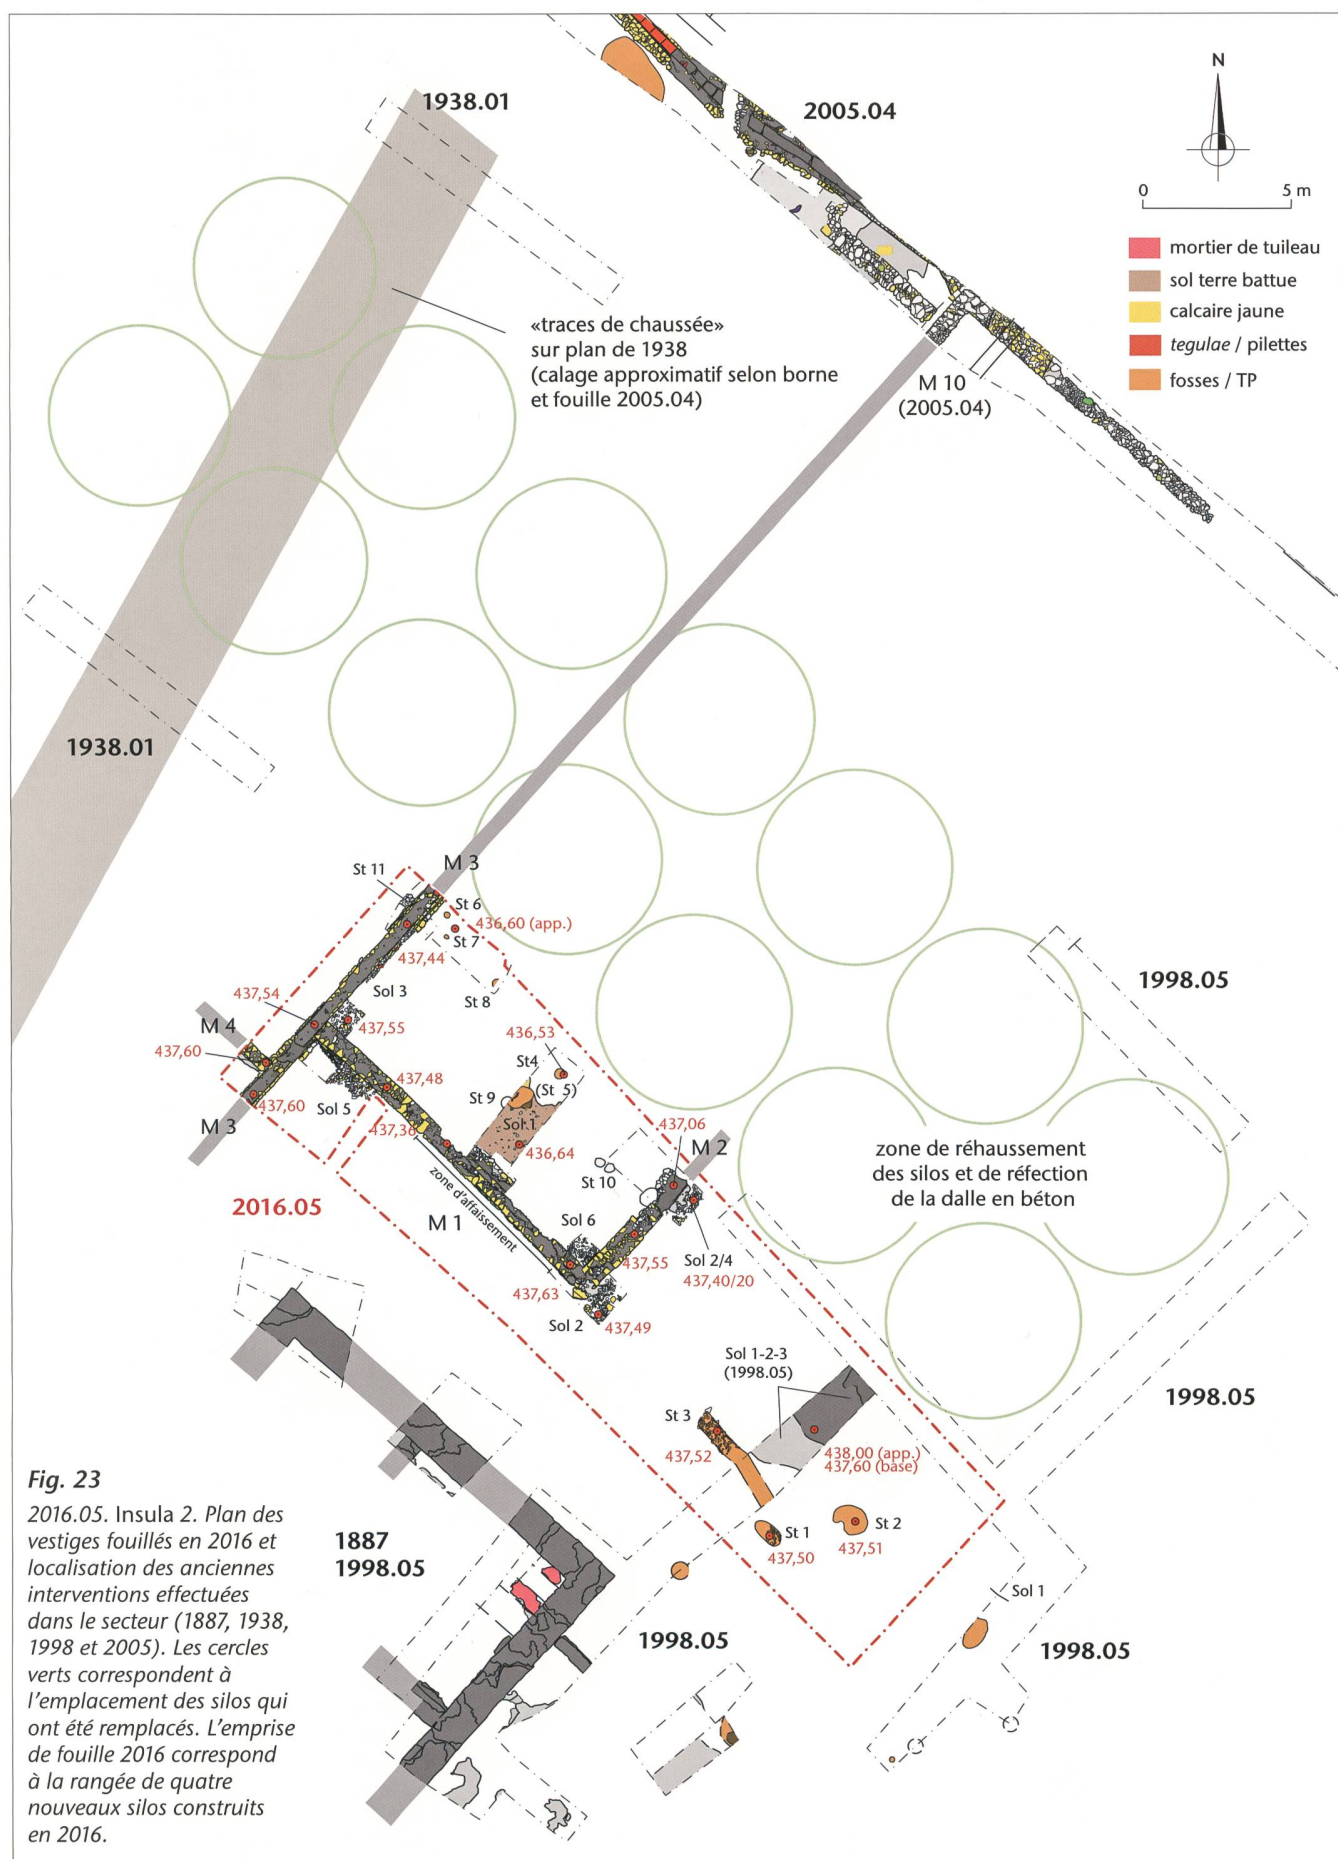 1938.01
2005.04
N
0 5 m
mortier de tuileau
sol terre battue
calcaire jaune
tegulae / pilettes
fosses / TP
«traces de chaussée»
sur plan de 1938
(calage approximatif selon borne
et fouille 2005.04)
M 10
(2005.04)
1938.01
M 3
St 11
St 6
436,60 (app.)
St 7
437,44
St 8
Sol 3
437,54
437,55
M 4
437,60
437,60
M 3
Sol 5
437,48
437,36
436,53
St4
(St 5)
St 9
Sol 1
436,64
437,06
M 2
St 10
zone d'affaissement
M 1
Sol 6
437,55
Sol 2/4
437,40/20
437,63
Sol 2
437,49
2016.05
1998.05
zone de réhaussement
des silos et de réfection
de la dalle en béton
1998.05
Sol 1-2-3
(1998.05)
St 3
437,52
438,00 (app.)
437,60 (base)
St 1
437,50
St 2
437,51
Sol 1
1998.05
1998.05
1887
1998.05
Fig. 23
2016.05. Insula 2. Plan des
vestiges fouillés en 2016 et
localisation des anciennes
interventions effectuées
dans le secteur (1887, 1938,
1998 et 2005). Les cercles
verts correspondent à
l'emplacement des silos qui
ont été remplacés. L'emprise
de fouille 2016 correspond
à la rangée de quatre
nouveaux silos construits
en 2016.